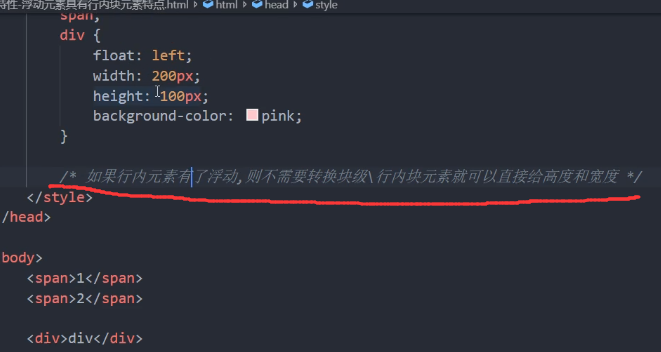 特性-浮动元素具有行内块元素特点.html > html > head > style
span,
div {
float: left;
width: 200px;
height: 100px;
background-color: pink;
}
/* 如果行内元素有了浮动,则不需要转换块级\行内块元素就可以直接给高度和宽度 */
</style>
/head>
body>
<span>1</span>
<span>2</span>
<div>div</div>